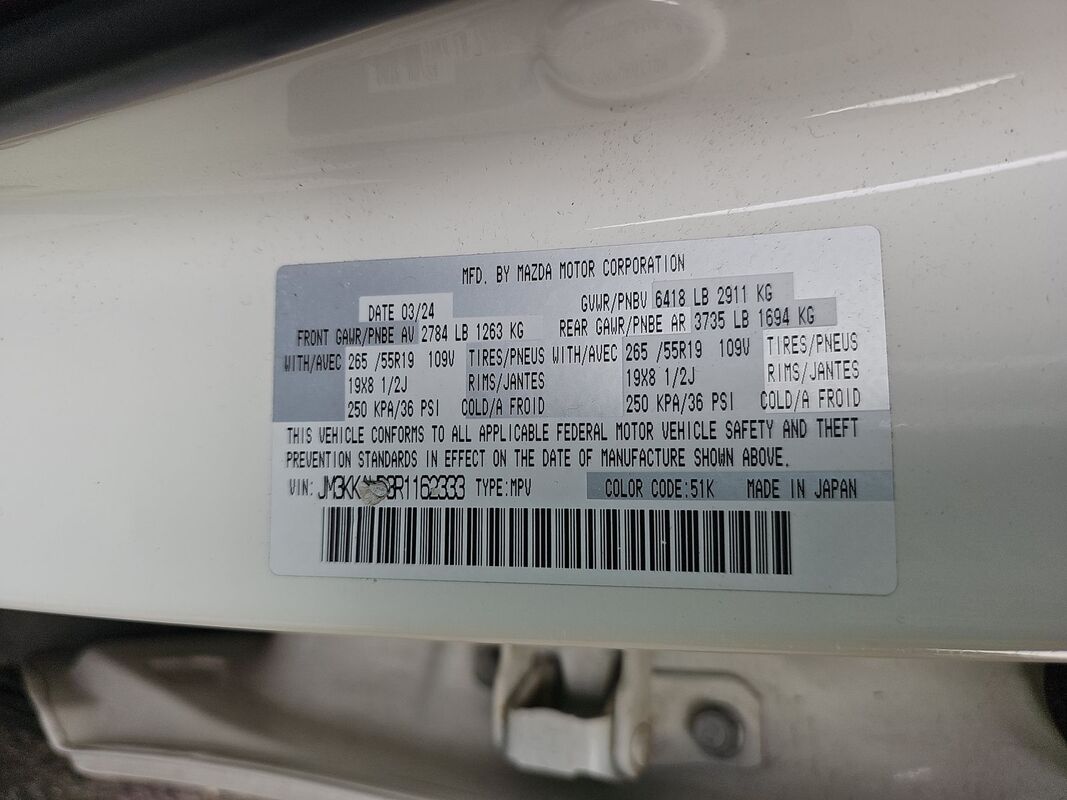 MFD. BY MAZDA MOTOR CORPORATION
DATE 03/24 GVWR/PNBV 6418 LB 2911 KG
FRONT GAWR/PNBE AV 2784 LB 1263 KG REAR GAWR/PNBE AR 3735 LB 1694 KG
WITH/AVEC 265 /55R19 109V TIRES/PNEUS WITH/AVEC 265 /55R19 109V TIRES/PNEUS
19X8 1/2J RIMS/JANTES 19X8 1/2J RIMS/JANTES
250 KPA/36 PSI COLD/A FROID 250 KPA/36 PSI COLD/A FROID
THIS VEHICLE CONFORMS TO ALL APPLICABLE FEDERAL MOTOR VEHICLE SAFETY AND THEFT
PREVENTION STANDARDS IN EFFECT ON THE DATE OF MANUFACTURE SHOWN ABOVE.
VIN: TYPE:MPV COLOR CODE:51K MADE IN JAPAN